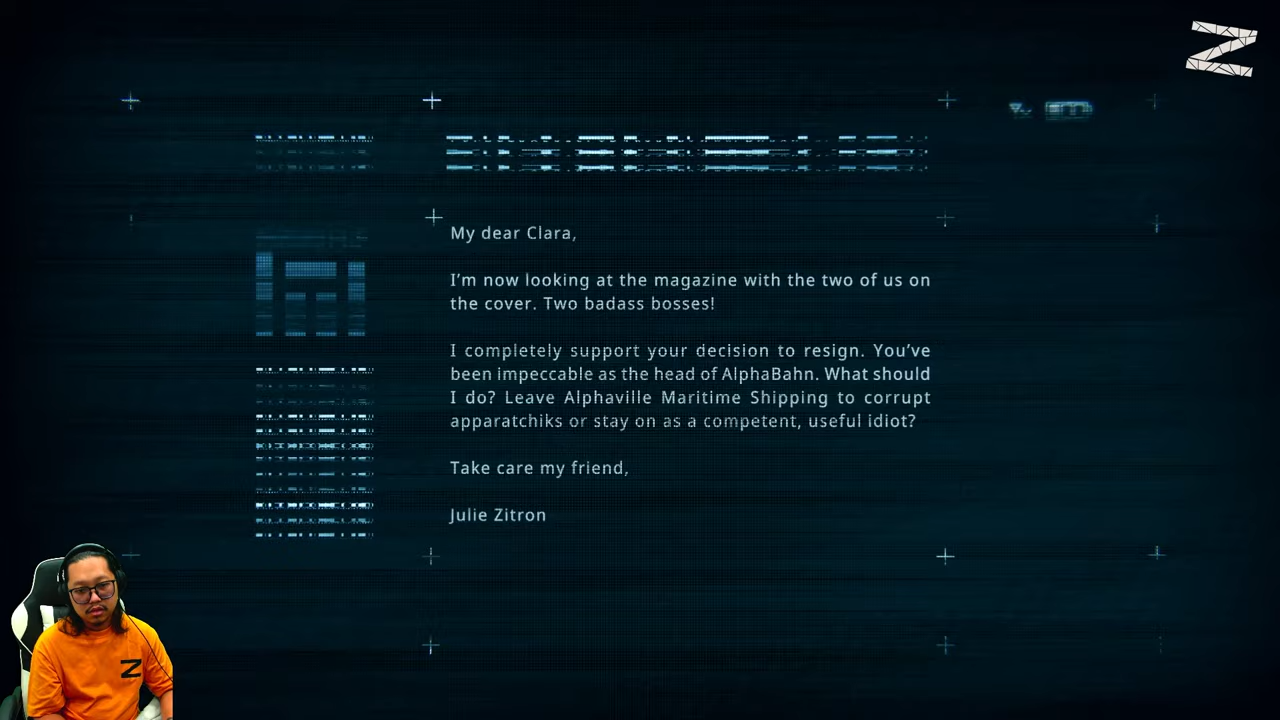 Z
My dear Clara,
I’m now looking at the magazine with the two of us on
the cover. Two badass bosses!
I completely support your decision to resign. You’ve
been impeccable as the head of AlphaBahn. What should
I do? Leave Alphaville Maritime Shipping to corrupt
apparatchiks or stay on as a competent, useful idiot?
Take care my friend,
Julie Zitron
Z